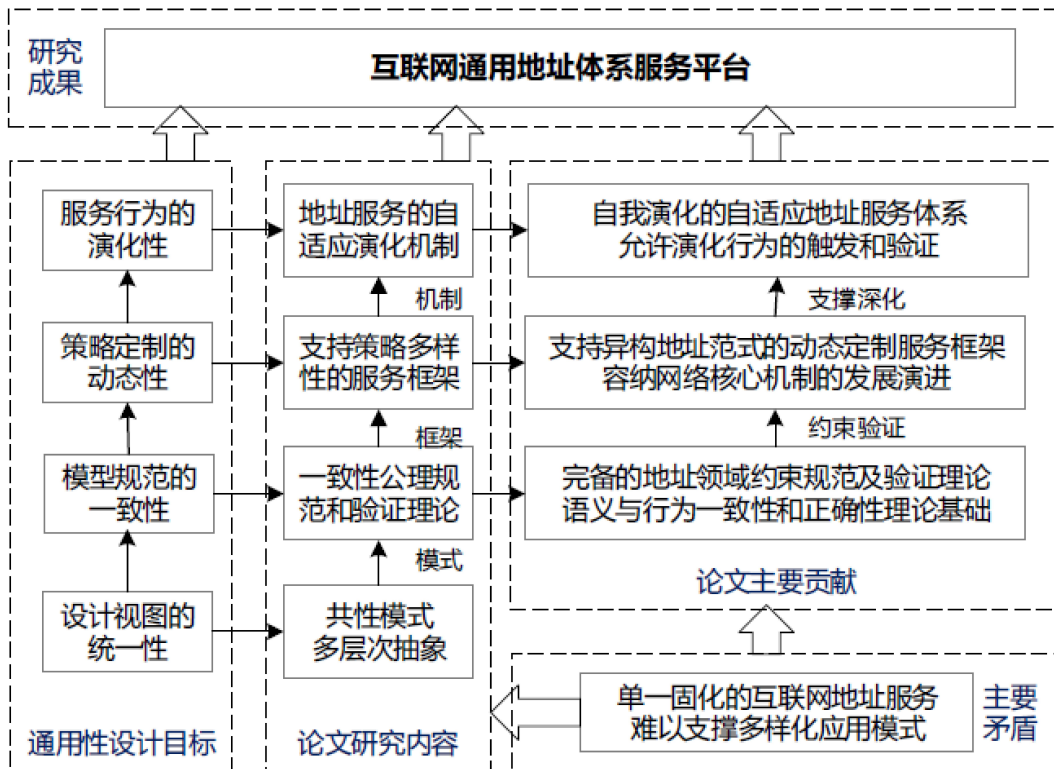 研究
成果
互联网通用地址体系服务平台
服务行为的
演化性
策略定制的
动态性
模型规范的
一致性
设计视图的
统一性
通用性设计目标
地址服务的自
适应演化机制
机制
支持策略多样
性的服务框架
框架
一致性公理规
范和验证理论
模式
共性模式
多层次抽象
论文研究内容
自我演化的自适应地址服务体系
允许演化行为的触发和验证
支撑深化
支持异构地址范式的动态定制服务框架
容纳网络核心机制的发展演进
约束验证
完备的地址领域约束规范及验证理论
语义与行为一致性和正确性理论基础
论文主要贡献
单一固化的互联网地址服务
难以支撑多样化应用模式
主要
矛盾